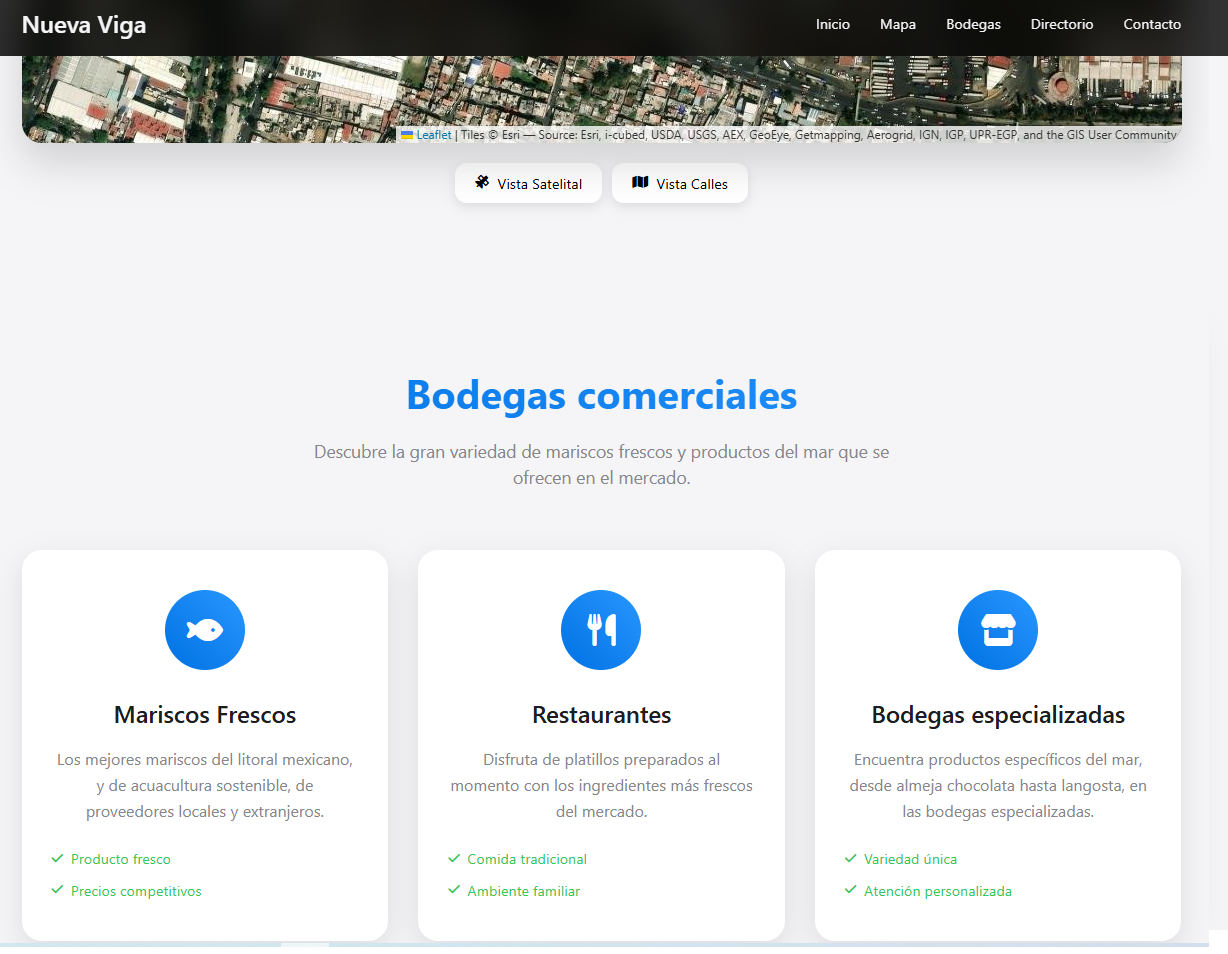 Nueva Viga
Inicio Mapa Bodegas Directorio Contacto
Leaflet | Tiles © Esri — Source: Esri, i-cubed, USDA, USGS, AEX, GeoEye, Getmapping, Aerogrid, IGN, IGP, UPR-EGP, and the GIS User Community
Vista Satelital
Vista Calles
Bodegas comerciales
Descubre la gran variedad de mariscos frescos y productos del mar que se
ofrecen en el mercado.
Mariscos Frescos
Los mejores mariscos del litoral mexicano,
y de acuacultura sostenible, de
proveedores locales y extranjeros.
Producto fresco
Precios competitivos
Restaurantes
Disfruta de platillos preparados al
momento con los ingredientes más frescos
del mercado.
Comida tradicional
Ambiente familiar
Bodegas especializadas
Encuentra productos específicos del mar,
desde almeja chocolata hasta langosta, en
las bodegas especializadas.
Variedad única
Atención personalizada